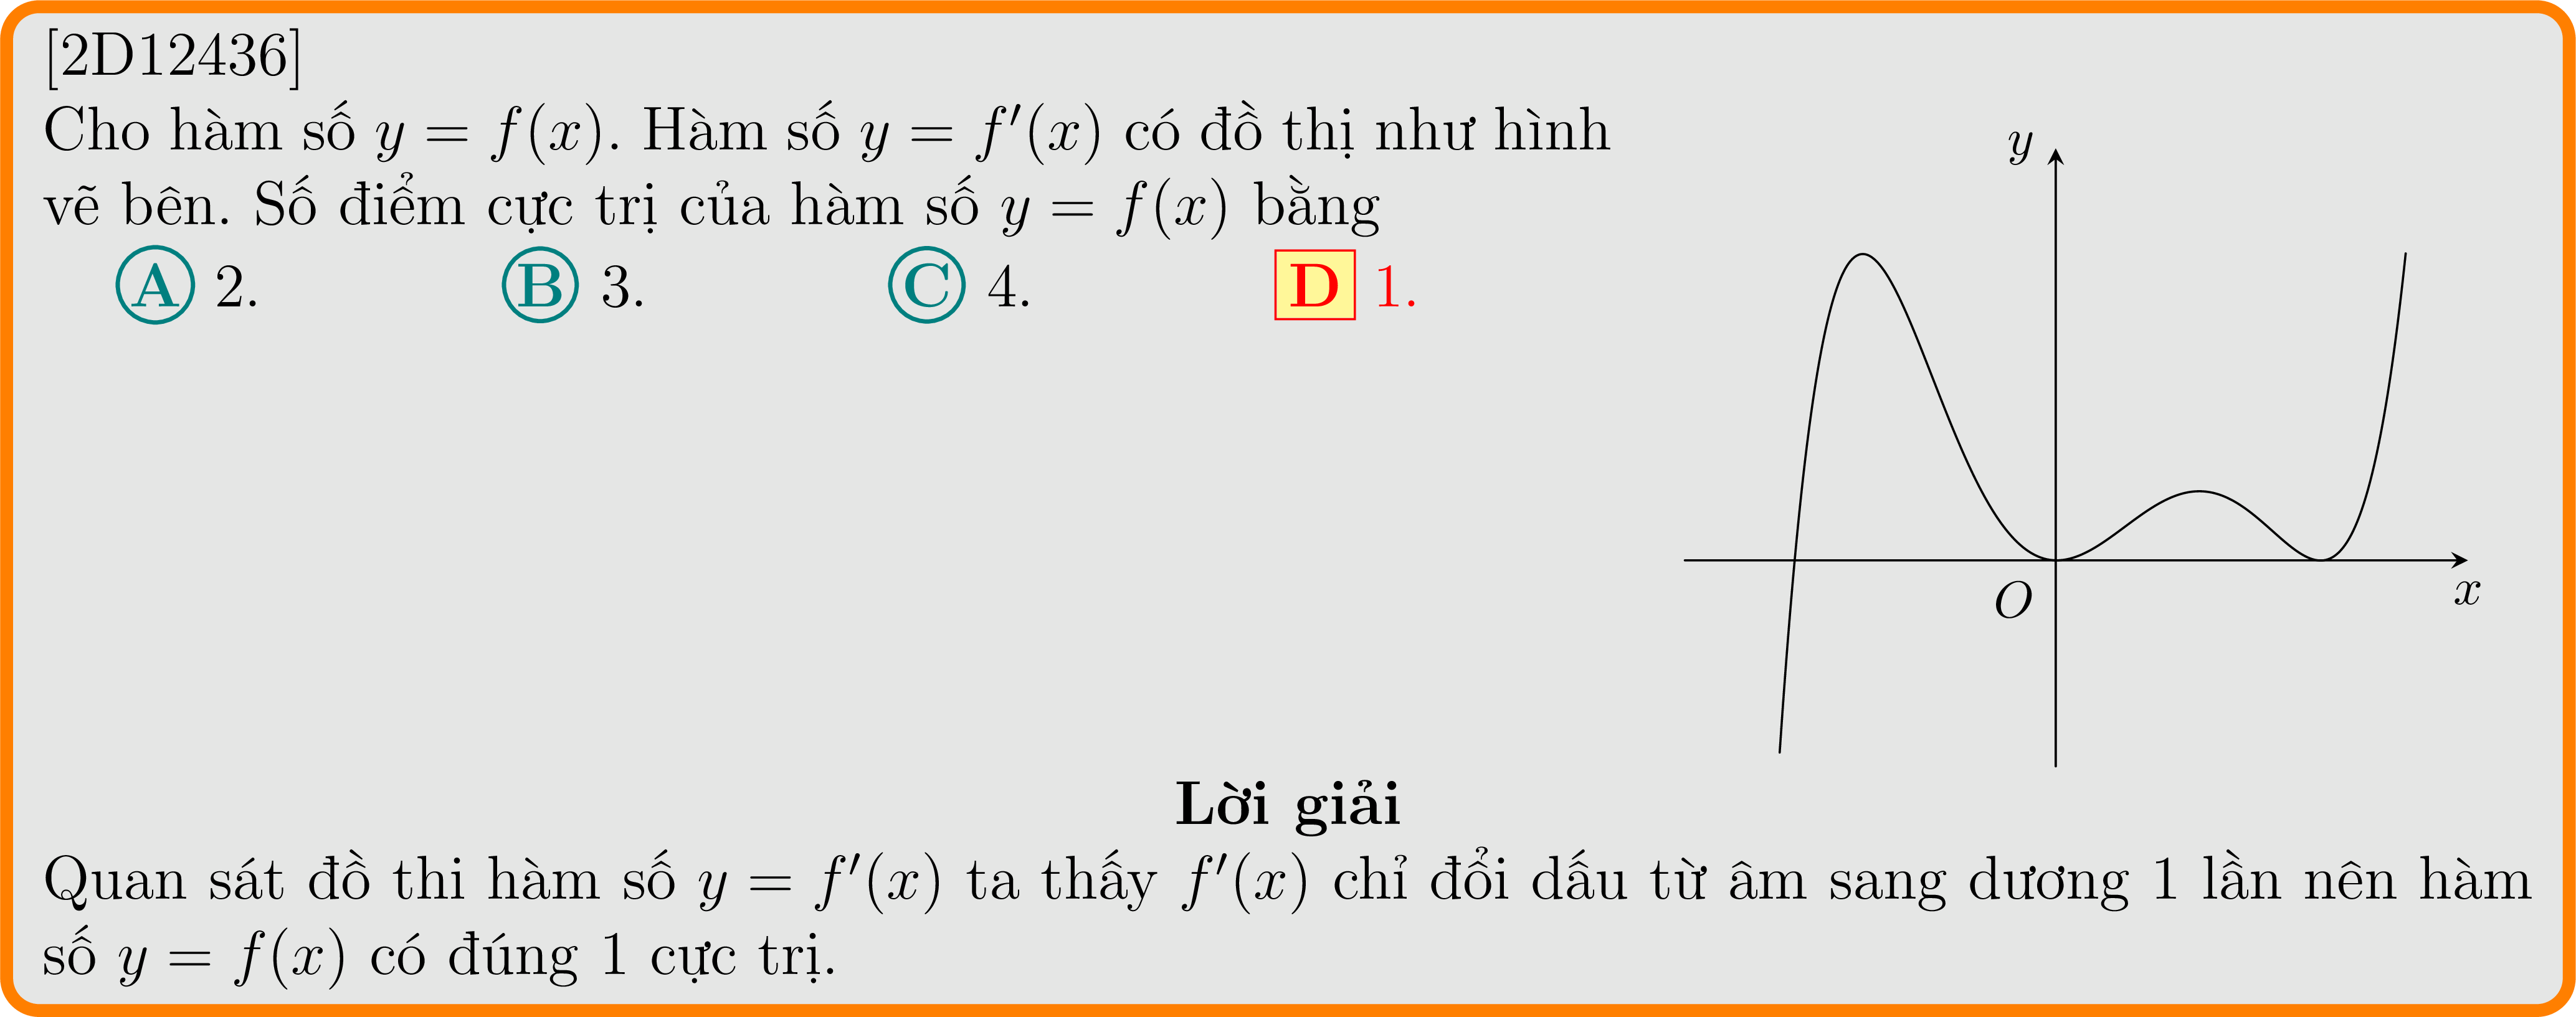 [2D12436]
Cho hàm số y = f(x). Hàm số y = f′(x) có đồ thị như hình
vẽ bên. Số điểm cực trị của hàm số y = f(x) bằng
A 2. B 3. C 4. D 1.
y
O
x
Lời giải
Quan sát đồ thi hàm số y = f′(x) ta thấy f′(x) chỉ đổi dấu từ âm sang dương 1 lần nên hàm
số y = f(x) có đúng 1 cực trị.